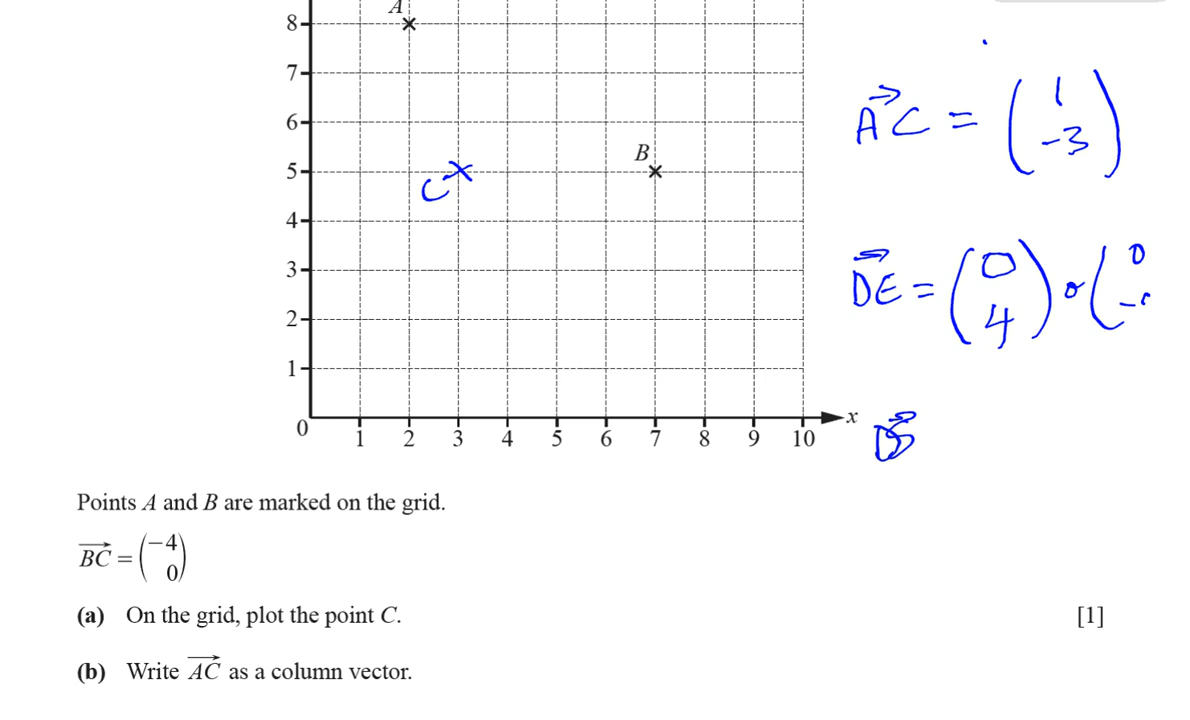 A
8
7
AC = (1 -3)
6
B
5
C
4
DE = (0 4) or (0
3
2
1
0 1 2 3 4 5 6 7 8 9 10 x
Points A and B are marked on the grid.
BC = (-4 0)
(a) On the grid, plot the point C. [1]
(b) Write AC as a column vector.